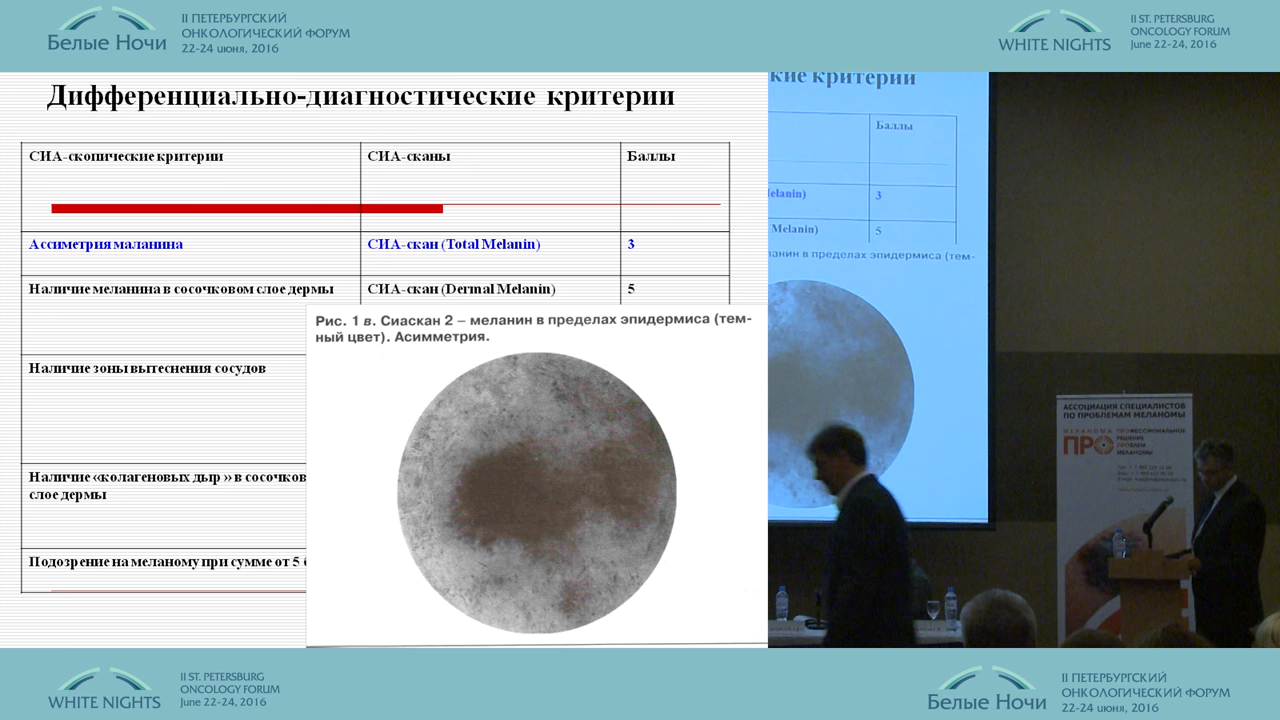 II ПЕТЕРБУРГСКИЙ
ОНКОЛОГИЧЕСКИЙ ФОРУМ
Белые Ночи
22-24 июня, 2016
II ST. PETERSBURG
ONCOLOGY FORUM
WHITE NIGHTS
June 22-24, 2016
Дифференциально-диагностические критерии
СИА-скопические критерии
СИА-сканы
Баллы
Ассиметрия маланина
СИА-скан (Total Melanin)
3
Наличие меланина в сосочковом слое дермы
СИА-скан (Dermal Melanin)
5
Наличие зоны вытеснения сосудов
Наличие «колагеновых дыр » в сосочков
слое дермы
Подозрение на меланому при сумме от 5 б
Рис. 1 в. Сиаскан 2 – меланин в пределах эпидермиса (тем-
ный цвет). Асимметрия.
кие критерии
Баллы
elanin)
3
Melanin)
5
ланин в пределах эпидермиса (тем-
АССОЦИАЦИЯ СПЕЦИАЛИСТОВ
ПО ПРОБЛЕМАМ МЕЛАНОМЫ
МЕЛАНОМА
ПРО
ПРОФЕССИОНАЛЬНОЕ
РЕШЕНИЕ
ПРОБЛЕМ
МЕЛАНОМЫ
WHITE NIGHTS
II ST. PETERSBURG
ONCOLOGY FORUM
June 22-24, 2016
Белые Ночи
II ПЕТЕРБУРГСКИЙ
ОНКОЛОГИЧЕСКИЙ ФОРУМ
22-24 июня, 2016